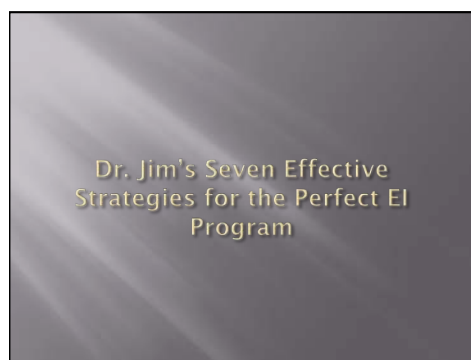 Dr. Jim's Seven Effective
Strategies for the Perfect EI
Program